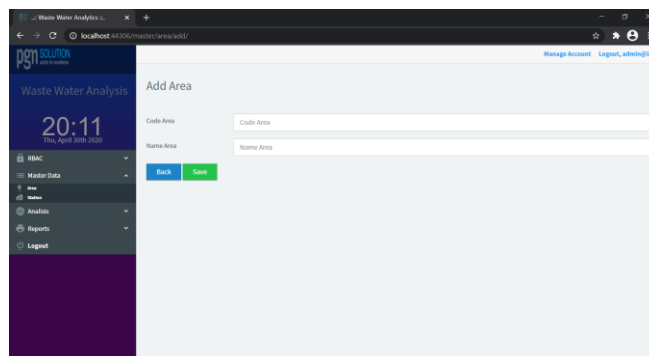 .:: Waste Water Analytics ::.
localhost:44306/master/area/add/
pgn SOLUTION
Manage Account Logout, admin@i
Waste Water Analysis
20:11
Thu, April 30th 2020
RBAC
Master Data
Area
Station
Analisis
Reports
Logout
Add Area
Code Area
Code Area
Name Area
Name Area
Back Save